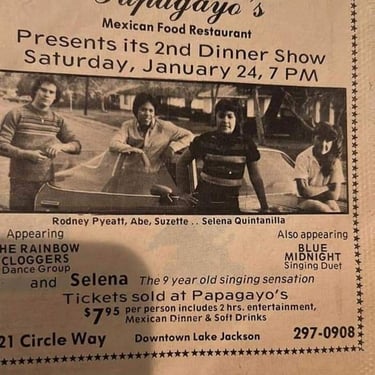 Papagayo's
Mexican Food Restaurant
Presents its 2nd Dinner Show
Saturday, January 24, 7 PM
Rodney Pyeatt, Abe, Suzette . . Selena Quintanilla
Appearing
HE RAINBOW
CLOGGERS
Dance Group
Also appearing
BLUE
MIDNIGHT
Singing Duet
and Selena The 9 year old singing sensation
Tickets sold at Papagayo's
$7.95 per person includes 2 hrs. entertainment,
Mexican Dinner & Soft Drinks
21 Circle Way Downtown Lake Jackson 297-0908